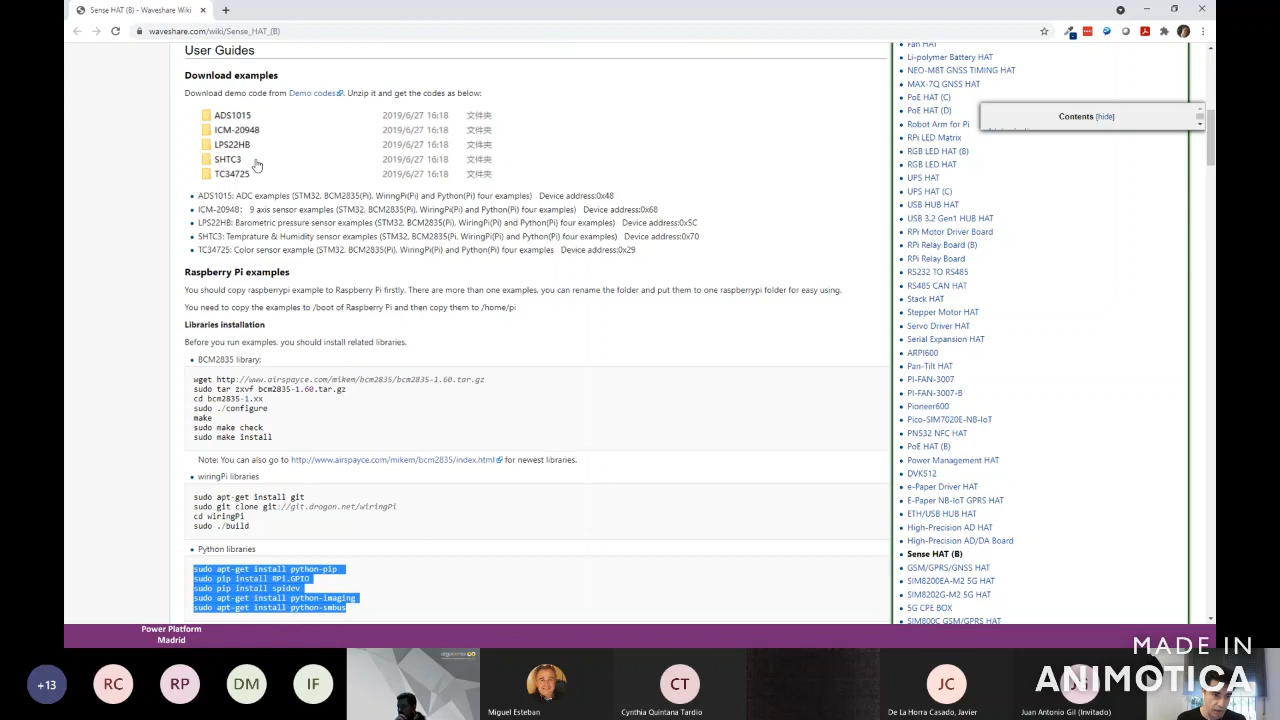 Sense HAT (B) - Waveshare Wiki
waveshare.com/wiki/Sense_HAT_(B)
User Guides
Download examples
Download demo code from Demo codes. Unzip it and get the codes as below:
ADS1015 2019/6/27 16:18 文件夹
ICM-20948 2019/6/27 16:18 文件夹
LPS22HB 2019/6/27 16:18 文件夹
SHTC3 2019/6/27 16:18 文件夹
TC34725 2019/6/27 16:18 文件夹
ADS1015: ADC examples (STM32, BCM2835(Pi), WiringPi(Pi) and Python(Pi) four examples) Device address:0x48
ICM-20948: 9 axis sensor examples (STM32, BCM2835(Pi), WiringPi(Pi) and Python(Pi) four examples) Device address:0x68
LPS22HB: Barometric pressure sensor examples (STM32, BCM2835(Pi), WiringPi(Pi) and Python(Pi) four examples) Device address:0x5C
SHTC3: Temprature & Humidity sensor examples (STM32, BCM2835(Pi, WiringPi(Pi) and Python(Pi) four examples) Device address:0x70
TC34725: Color sensor example (STM32, BCM2835(Pi), WiringPi(Pi) and Python(Pi) four examples Device address:0x29
Raspberry Pi examples
You should copy raspberrypi example to Raspberry Pi firstly. There are more than one examples, you can rename the folder and put them to one raspberrypi folder for easy using.
You need to copy the examples to /boot of Raspberry Pi and then copy them to /home/pi
Libraries installation
Before you run examples, you should install related libraries.
BCM2835 library:
wget http://www.airspayce.com/mikem/bcm2835/bcm2835-1.60.tar.gz
sudo tar zxvf bcm2835-1.60.tar.gz
cd bcm2835-1.xx
sudo ./configure
make
sudo make check
sudo make install
Note: You can also go to http://www.airspayce.com/mikem/bcm2835/index.html for newest libraries.
wiringPi libraries
sudo apt-get install git
sudo git clone git://git.drogon.net/wiringPi
cd wiringPi
sudo ./build
Python libraries
sudo apt-get install python-pip
sudo pip install RPi.GPIO
sudo pip install spidev
sudo apt-get install python-imaging
sudo apt-get install python-smbus
Fan HAT
Li-polymer Battery HAT
NEO-M8T GNSS TIMING HAT
MAX-7Q GNSS HAT
PoE HAT (C)
PoE HAT (D)
Robot Arm for Pi
RPi LED Matrix
RGB LED HAT (B)
RGB LED HAT
UPS HAT
UPS HAT (C)
USB HUB HAT
USB 3.2 Gen1 HUB HAT
RPi Motor Driver Board
RPi Relay Board (B)
RPi Relay Board
RS232 TO RS485
RS485 CAN HAT
Stack HAT
Stepper Motor HAT
Servo Driver HAT
Serial Expansion HAT
ARPI600
Pan-Tilt HAT
PI-FAN-3007
PI-FAN-3007-B
Pioneer600
Pico-SIM7020E-NB-IoT
PN532 NFC HAT
PoE HAT (B)
Power Management HAT
DVK512
e-Paper Driver HAT
E-Paper NB-IoT GPRS HAT
ETH/USB HUB HAT
High-Precision AD HAT
High-Precision AD/DA Board
Sense HAT (B)
GSM/GPRS/GNSS HAT
SIM8200EA-M2 5G HAT
SIM8202G-M2 5G HAT
5G CPE BOX
SIM800C GSM/GPRS HAT
Contents [hide]
Power Platform
Madrid
MADE IN
ANIMOTICA
+13
RC
RP
DM
IF
Miguel Esteban
CT
Cynthia Quintana Tardio
JC
De La Horra Casado, Javier
Juan Antonio Gil (Invitado)